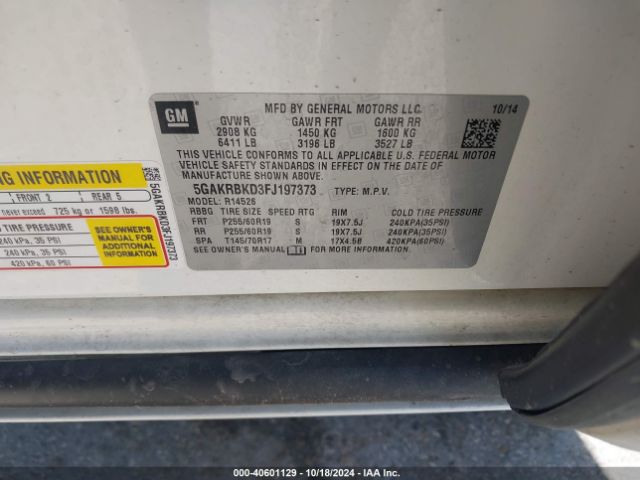 GM
MFD BY GENERAL MOTORS LLC
10/14
GVWR GAWR FRT GAWR RR
2908 KG 1450 KG 1600 KG
6411 LB 3196 LB 3527 LB
THIS VEHICLE CONFORMS TO ALL APPLICABLE U.S. FEDERAL MOTOR
VEHICLE SAFETY STANDARDS IN EFFECT ON THE DATE OF
MANUFACTURE SHOWN ABOVE.
5GAKRBKD3FJ197373 TYPE: M.P.V.
MODEL: R14526
RBBG TIRE SIZE SPEED RTG RIM COLD TIRE PRESSURE
FRT P255/60R19 S 19X7.5J 240KPA(35PSI)
RR P255/60R19 S 19X7.5J 240KPA(35PSI)
SPA T145/70R17 M 17X4.5B 420KPA(60PSI)
SEE OWNER'S MANUAL FOR MORE INFORMATION.
NG INFORMATION
FRONT 2 REAR 5
never exceed 725 kg or 1598 lbs.
TIRE PRESSURE
240 kPa, 35 PSI
240 kPa, 35 PSI
420 kPa, 60 PSI
SEE OWNER'S
MANUAL FOR
ADDITIONAL
INFORMATION
5GAKRBKD3FJ197373
000-40601129 - 10/18/2024 - IAA, Inc.